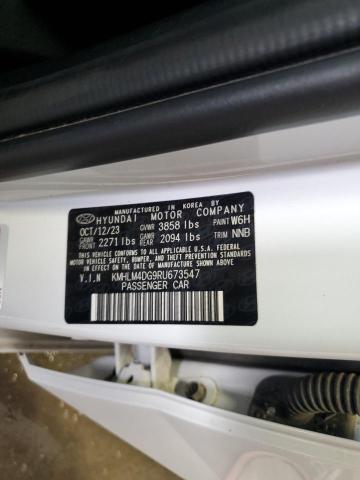 MANUFACTURED IN KOREA BY
HYUNDAI MOTOR COMPANY
OCT/12/23 GVWR 3858 lbs PAINT W6H
GAWR FRONT 2271 lbs GAWR REAR 2094 lbs TRIM NNB
THIS VEHICLE CONFORMS TO ALL APPLICABLE U.S.A. FEDERAL
MOTOR VEHICLE SAFETY, BUMPER, AND THEFT PREVENTION
STANDARDS IN EFFECT ON THE DATE OF MANUFACTURE SHOWN ABOVE.
V.I.N KMHLM4DG9RU673547
PASSENGER CAR